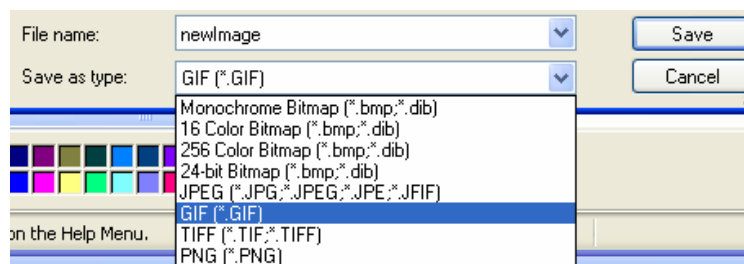 File name:
newImage
Save
Save as type:
GIF (*.GIF)
Cancel
Monochrome Bitmap (*.bmp;*.dib)
16 Color Bitmap (*.bmp;*.dib)
256 Color Bitmap (*.bmp;*.dib)
24-bit Bitmap (*.bmp;*.dib)
JPEG (*.JPG;*.JPEG;*.JPE;*.JFIF)
GIF (*.GIF)
on the Help Menu.
TIFF (*.TIF;*.TIFF)
PNG (*.PNG)